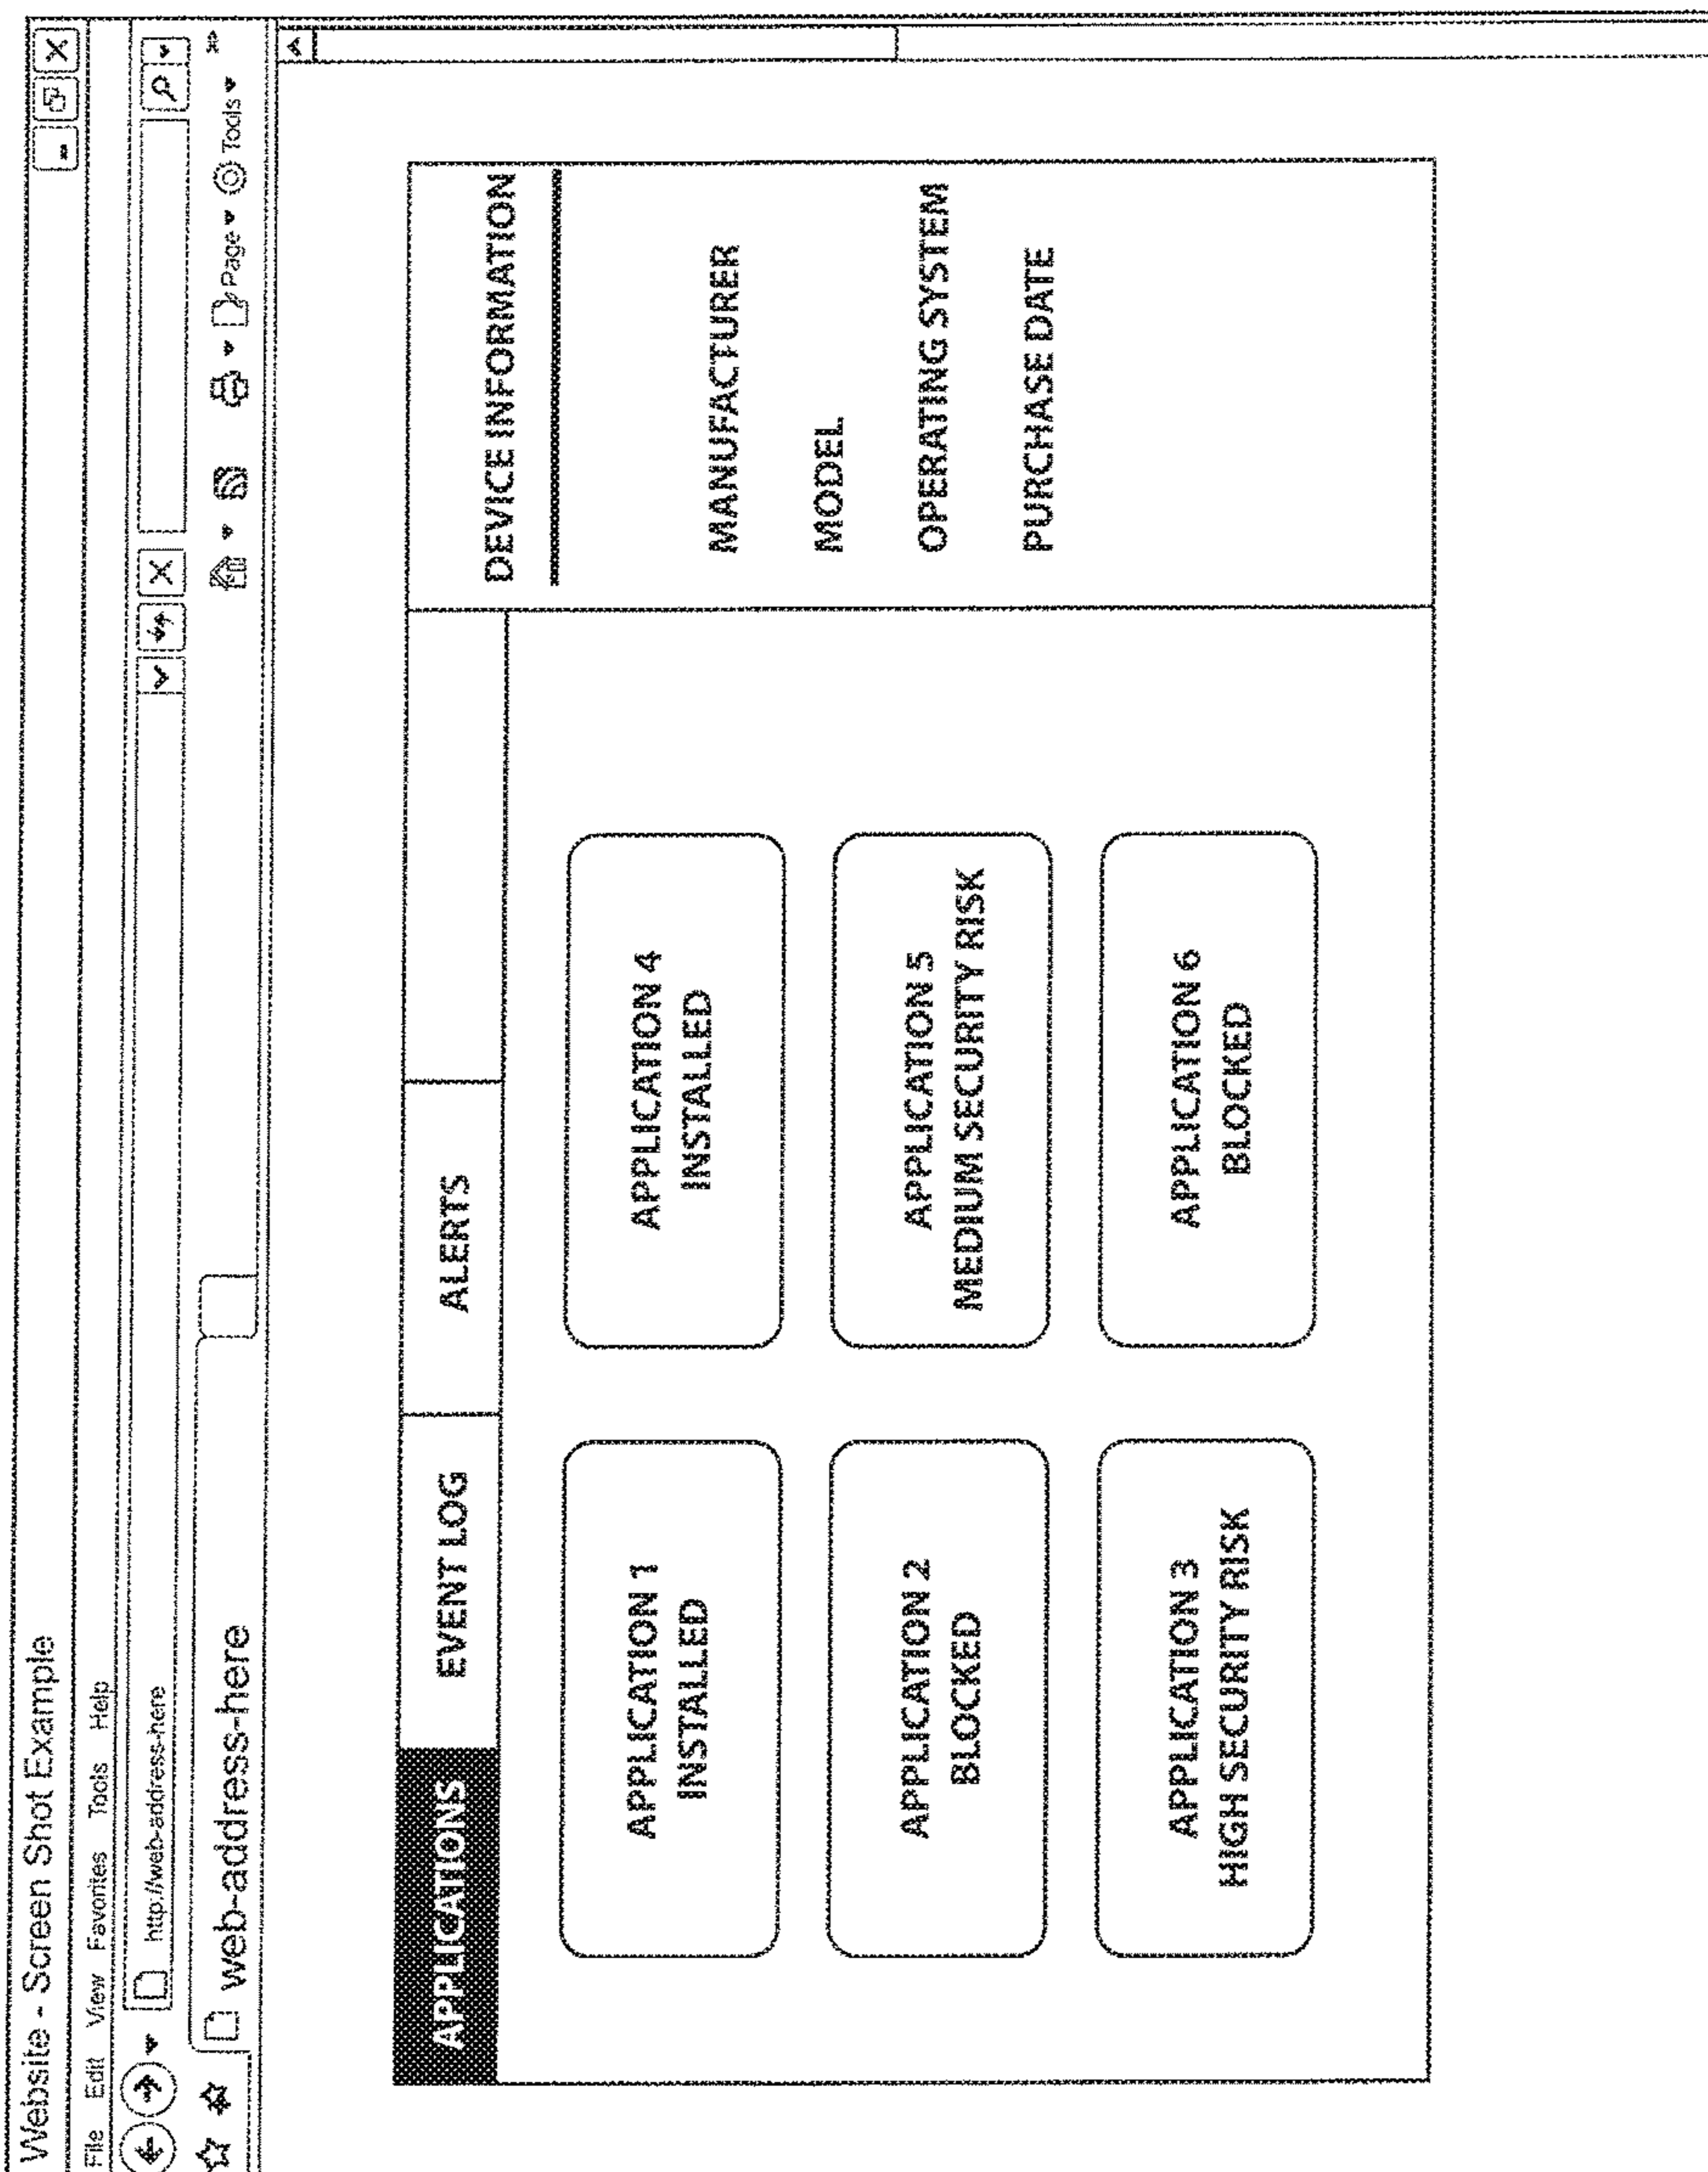 Website - Screen Shot Example
File Edit View Favorites Tools Help
http://web-address-here
web-address-here
Page Tools
APPLICATIONS EVENT LOG ALERTS
APPLICATION 1
INSTALLED
APPLICATION 4
INSTALLED
APPLICATION 2
BLOCKED
APPLICATION 5
MEDIUM SECURITY RISK
APPLICATION 3
HIGH SECURITY RISK
APPLICATION 6
BLOCKED
DEVICE INFORMATION
MANUFACTURER
MODEL
OPERATING SYSTEM
PURCHASE DATE